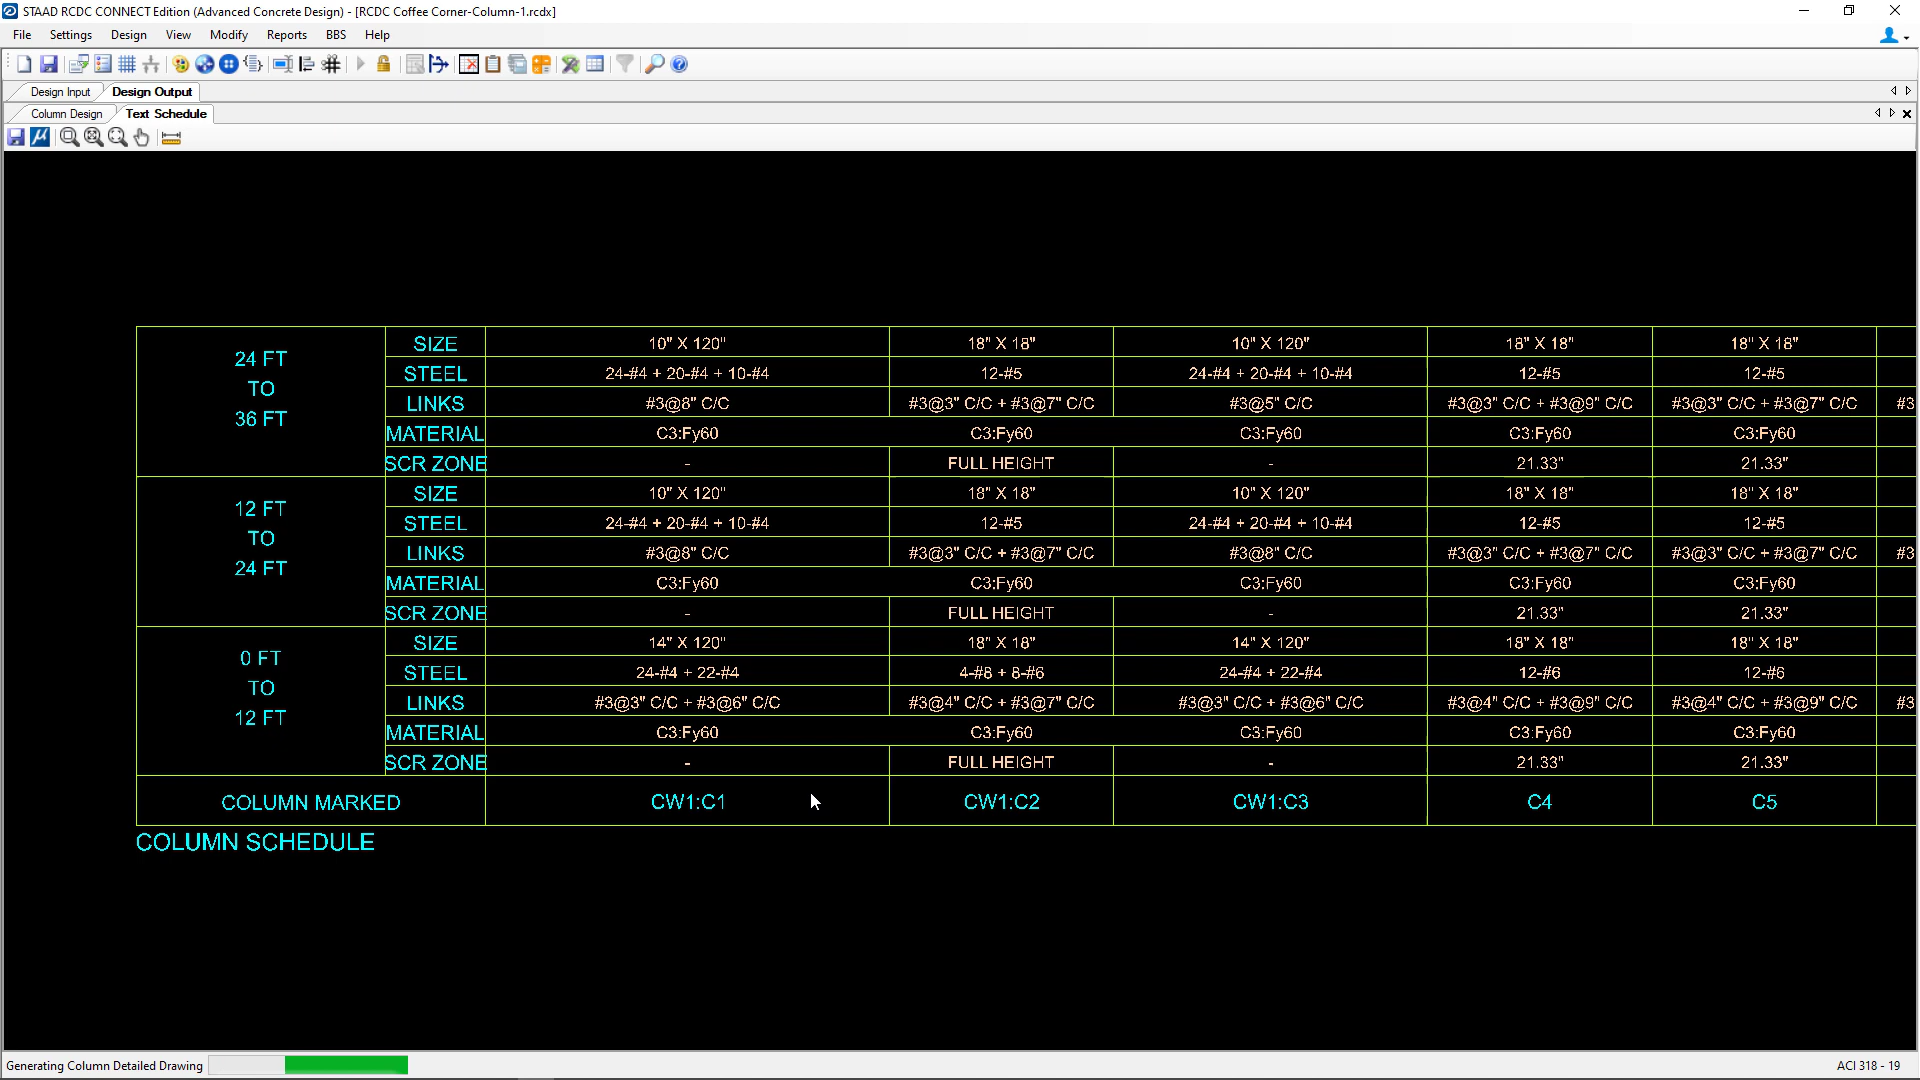 STAAD RCDC CONNECT Edition (Advanced Concrete Design) - [RCDC Coffee Corner-Column-1.rcdx]
File Settings Design View Modify Reports BBS Help
Design Input Design Output
Column Design Text Schedule
24 FT
TO
36 FT
SIZE 10" X 120" 18" X 18" 10" X 120" 18" X 18" 18" X 18"
STEEL 24-#4 + 20-#4 + 10-#4 12-#5 24-#4 + 20-#4 + 10-#4 12-#5 12-#5
LINKS #3@8" C/C #3@3" C/C + #3@7" C/C #3@5" C/C #3@3" C/C + #3@9" C/C #3@3" C/C + #3@7" C/C #3
MATERIAL C3:Fy60 C3:Fy60 C3:Fy60 C3:Fy60 C3:Fy60
SCR ZONE - FULL HEIGHT - 21.33" 21.33"
12 FT
TO
24 FT
SIZE 10" X 120" 18" X 18" 10" X 120" 18" X 18" 18" X 18"
STEEL 24-#4 + 20-#4 + 10-#4 12-#5 24-#4 + 20-#4 + 10-#4 12-#5 12-#5
LINKS #3@8" C/C #3@3" C/C + #3@7" C/C #3@8" C/C #3@3" C/C + #3@7" C/C #3@3" C/C + #3@7" C/C #3
MATERIAL C3:Fy60 C3:Fy60 C3:Fy60 C3:Fy60 C3:Fy60
SCR ZONE - FULL HEIGHT - 21.33" 21.33"
0 FT
TO
12 FT
SIZE 14" X 120" 18" X 18" 14" X 120" 18" X 18" 18" X 18"
STEEL 24-#4 + 22-#4 4-#8 + 8-#6 24-#4 + 22-#4 12-#6 12-#6
LINKS #3@3" C/C + #3@6" C/C #3@4" C/C + #3@7" C/C #3@3" C/C + #3@6" C/C #3@4" C/C + #3@9" C/C #3@4" C/C + #3@9" C/C #3
MATERIAL C3:Fy60 C3:Fy60 C3:Fy60 C3:Fy60 C3:Fy60
SCR ZONE - FULL HEIGHT - 21.33" 21.33"
COLUMN MARKED CW1:C1 CW1:C2 CW1:C3 C4 C5
COLUMN SCHEDULE
Generating Column Detailed Drawing ACI 318 - 19